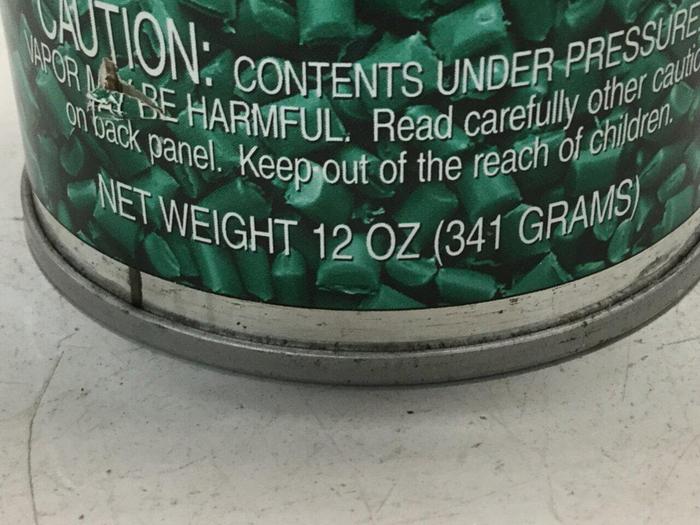 CAUTION: CONTENTS UNDER PRESSURE.
VAPOR MAY BE HARMFUL. Read carefully other cautio
on back panel. Keep out of the reach of children.
NET WEIGHT 12 OZ (341 GRAMS)